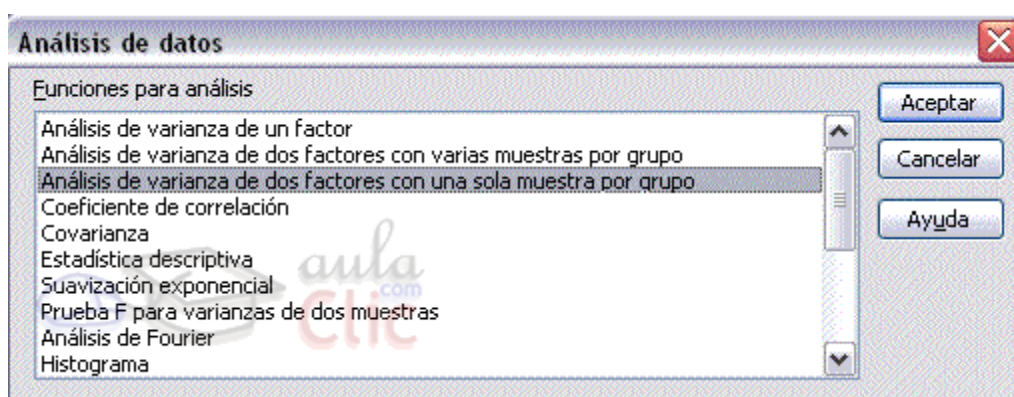 Análisis de datos
Funciones para análisis
Análisis de varianza de un factor
Análisis de varianza de dos factores con varias muestras por grupo
Análisis de varianza de dos factores con una sola muestra por grupo
Coeficiente de correlación
Covarianza
Estadística descriptiva
Suavización exponencial
Prueba F para varianzas de dos muestras
Análisis de Fourier
Histograma
Aceptar
Cancelar
Ayuda
aula
.com
Clic